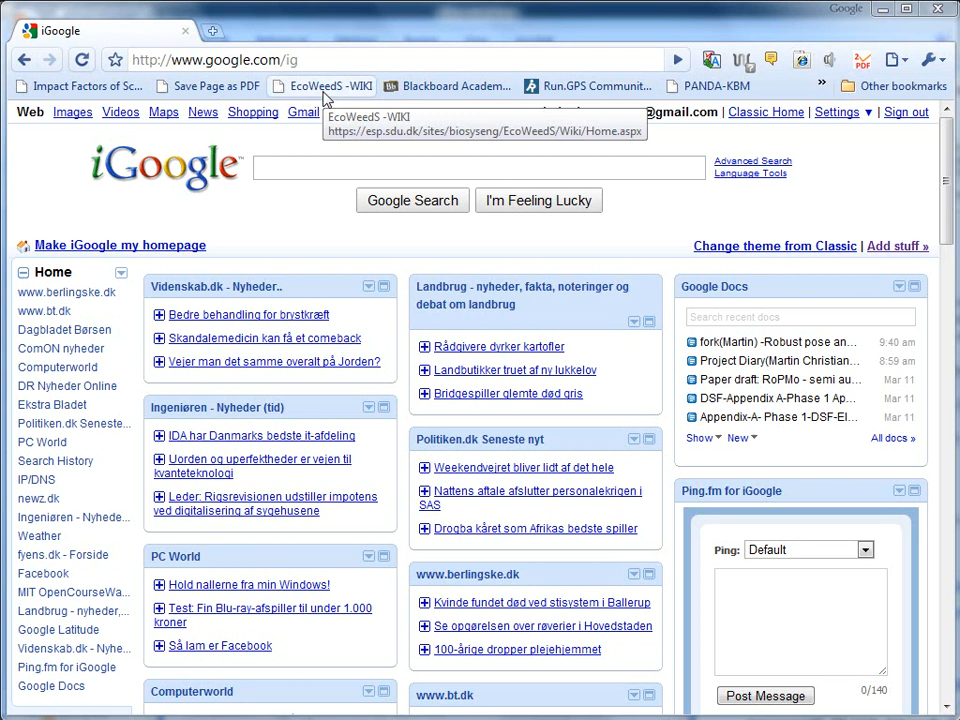 Google
iGoogle
http://www.google.com/ig
Impact Factors of Sc...
Save as PDF
EcoWeedS -WIKI
Blackboard Academ...
Run.GPS Communit...
PANDA-KBM
»
Other bookmarks
Web Images Videos Maps News Shopping Gmail
@gmail.com | Classic Home | Settings ▼ | Sign out
EcoWeedS -WIKI
https://esp.sdu.dk/sites/biosyseng/EcoWeedS/Wiki/Home.aspx
iGoogle™
Advanced Search
Language Tools
Google Search
I'm Feeling Lucky
Make iGoogle my homepage
Change theme from Classic | Add stuff »
Home
www.berlingske.dk
www.bt.dk
Dagbladet Børsen
ComON nyheder
Computerworld
DR Nyheder Online
Ekstra Bladet
Politiken.dk Seneste...
PC World
Search History
IP/DNS
newz.dk
Ingeniøren - Nyhede...
Weather
fyens.dk - Forside
Facebook
MIT OpenCourseWa...
Landbrug - nyheder,...
Google Latitude
Videnskab.dk - Nyhe...
Ping.fm for iGoogle
Google Docs
Videnskab.dk - Nyheder..
Bedre behandling for brystkræft
Skandalemedicin kan få et comeback
Vejer man det samme overalt på Jorden?
Ingeniøren - Nyheder (tid)
IDA har Danmarks bedste it-afdeling
Uorden og uperfektheder er vejen til
kvanteteknologi
Leder: Rigsrevisionen udstiller impotens
ved digitalisering af sygehusene
PC World
Hold nallerne fra min Windows!
Test: Fin Blu-ray-afspiller til under 1.000
kroner
Så lam er Facebook
Computerworld
Landbrug - nyheder, fakta, noteringer og
debat om landbrug
Rådgivere dyrker kartofler
Landbutikker truet af ny lukkelov
Bridgespiller glemte død gris
Politiken.dk Seneste nyt
Weekendvejret bliver lidt af det hele
Nattens aftale afslutter personalekrigen i
SAS
Drogba kåret som Afrikas bedste spiller
www.berlingske.dk
Kvinde fundet død ved stisystem i Ballerup
Se opgørelsen over røverier i Hovedstaden
100-årige dropper plejehjemmet
www.bt.dk
Google Docs
Search recent docs
fork(Martin) -Robust pose an... 9:40 am
Project Diary(Martin Christian... 8:59 am
Paper draft: RoPMo - semi au... Mar 11
DSF-Appendix A-Phase 1 Ap... Mar 11
Appendix-A- Phase 1-DSF-El... Mar 11
Show New All docs »
Ping.fm for iGoogle
Ping: Default
Post Message
0/140